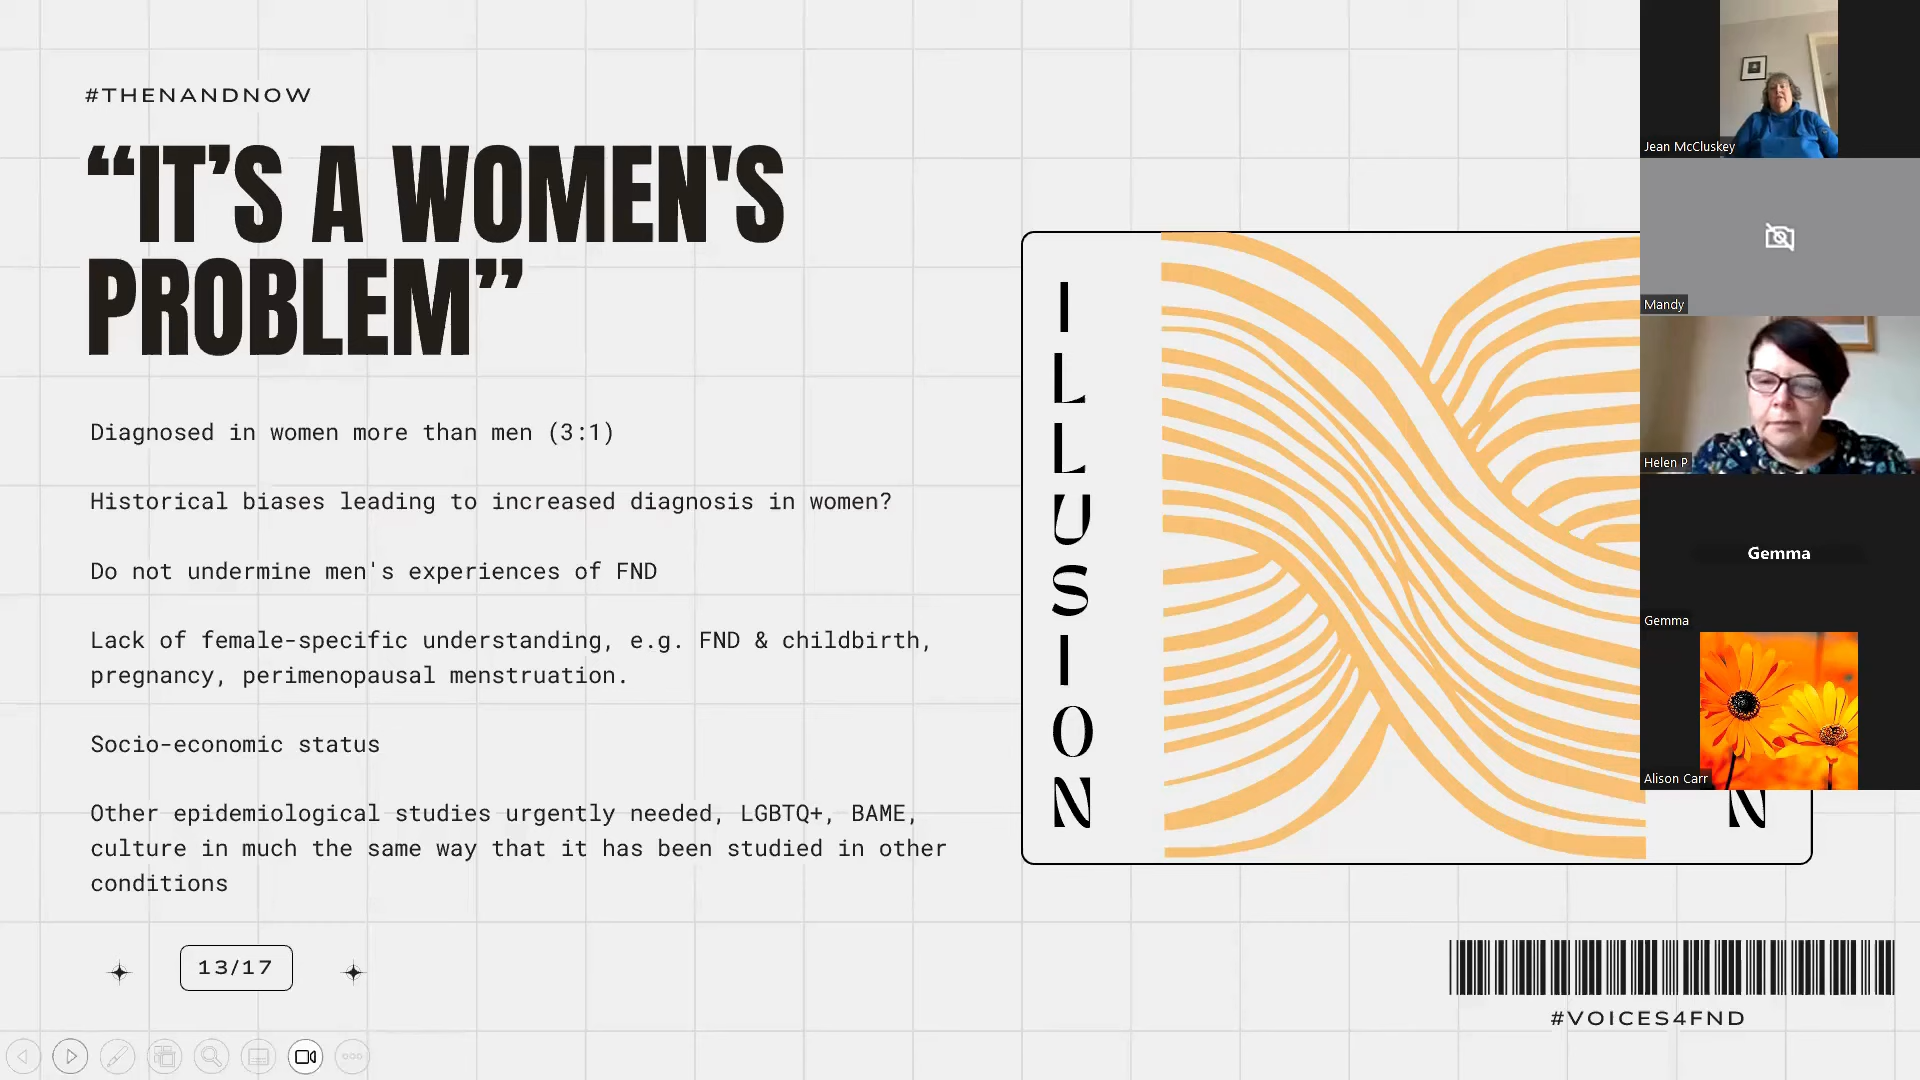 #THENANDNOW
“IT’S A WOMEN'S
PROBLEM”
Diagnosed in women more than men (3:1)
Historical biases leading to increased diagnosis in women?
Do not undermine men's experiences of FND
Lack of female-specific understanding, e.g. FND & childbirth,
pregnancy, perimenopausal menstruation.
Socio-economic status
Other epidemiological studies urgently needed, LGBTQ+, BAME,
culture in much the same way that it has been studied in other
conditions
13/17
ILLUSION
N
#VOICES4FND
Jean McCluskey
Mandy
Helen P
Gemma
Gemma
Alison Carr